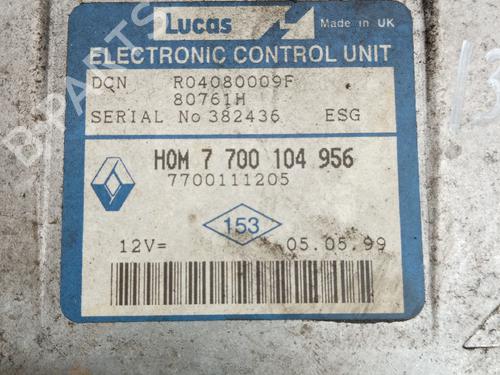 Lucas Made in UK
ELECTRONIC CONTROL UNIT
DCN R04080009F
80761H
SERIAL No 382436 ESG
HOM 7 700 104 956
7700111205
153
12V= 05.05.99